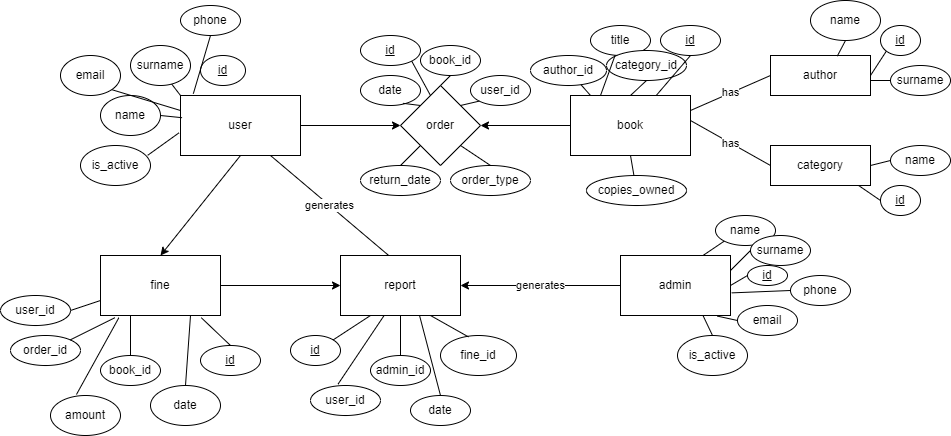 phone
surname
id
email
name
user
is_active
id
book_id
date
user_id
order
return_date
order_type
title
id
author_id
category_id
book
copies_owned
has
has
name
id
author
surname
category
name
id
generates
fine
user_id
order_id
book_id
id
amount
date
report
id
user_id
admin_id
fine_id
date
generates
admin
name
surname
id
phone
email
is_active